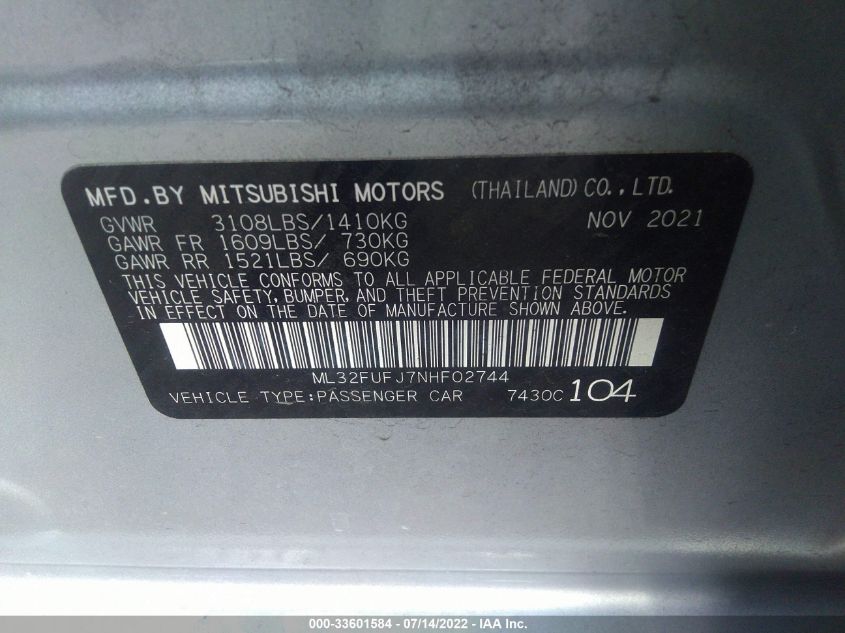 MFD.BY MITSUBISHI MOTORS (THAILAND)CO.,LTD.
GVWR 3108LBS/1410KG NOV 2021
GAWR FR 1609LBS/ 730KG
GAWR RR 1521LBS/ 690KG
THIS VEHICLE CONFORMS TO ALL APPLICABLE FEDERAL MOTOR
VEHICLE SAFETY, BUMPER, AND THEFT PREVENTION STANDARDS
IN EFFECT ON THE DATE OF MANUFACTURE SHOWN ABOVE.
ML32FUFJ7NHF02744
VEHICLE TYPE:PASSENGER CAR 7430C 104
000-33601584 - 07/14/2022 - IAA Inc.